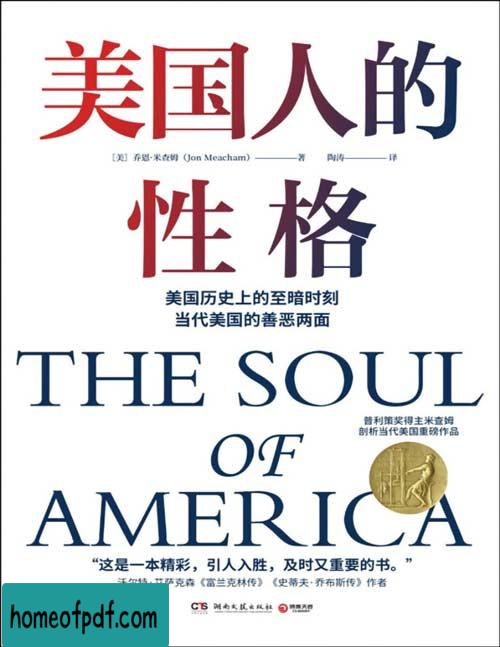 美国人的
[美] 乔恩·米查姆（Jon Meacham）———著 陶涛———译
性格
美国历史上的至暗时刻
当代美国的善恶两面
THE SOUL
普利策奖得主米查姆
剖析当代美国重磅作品
OF
AMERICA
“这是一本精彩，引人入胜，及时又重要的书。”
沃尔特·艾萨克森《富兰克林传》《史蒂夫·乔布斯传》作者
homeofpdf.com
CS 湖南文艺出版社 博集天卷